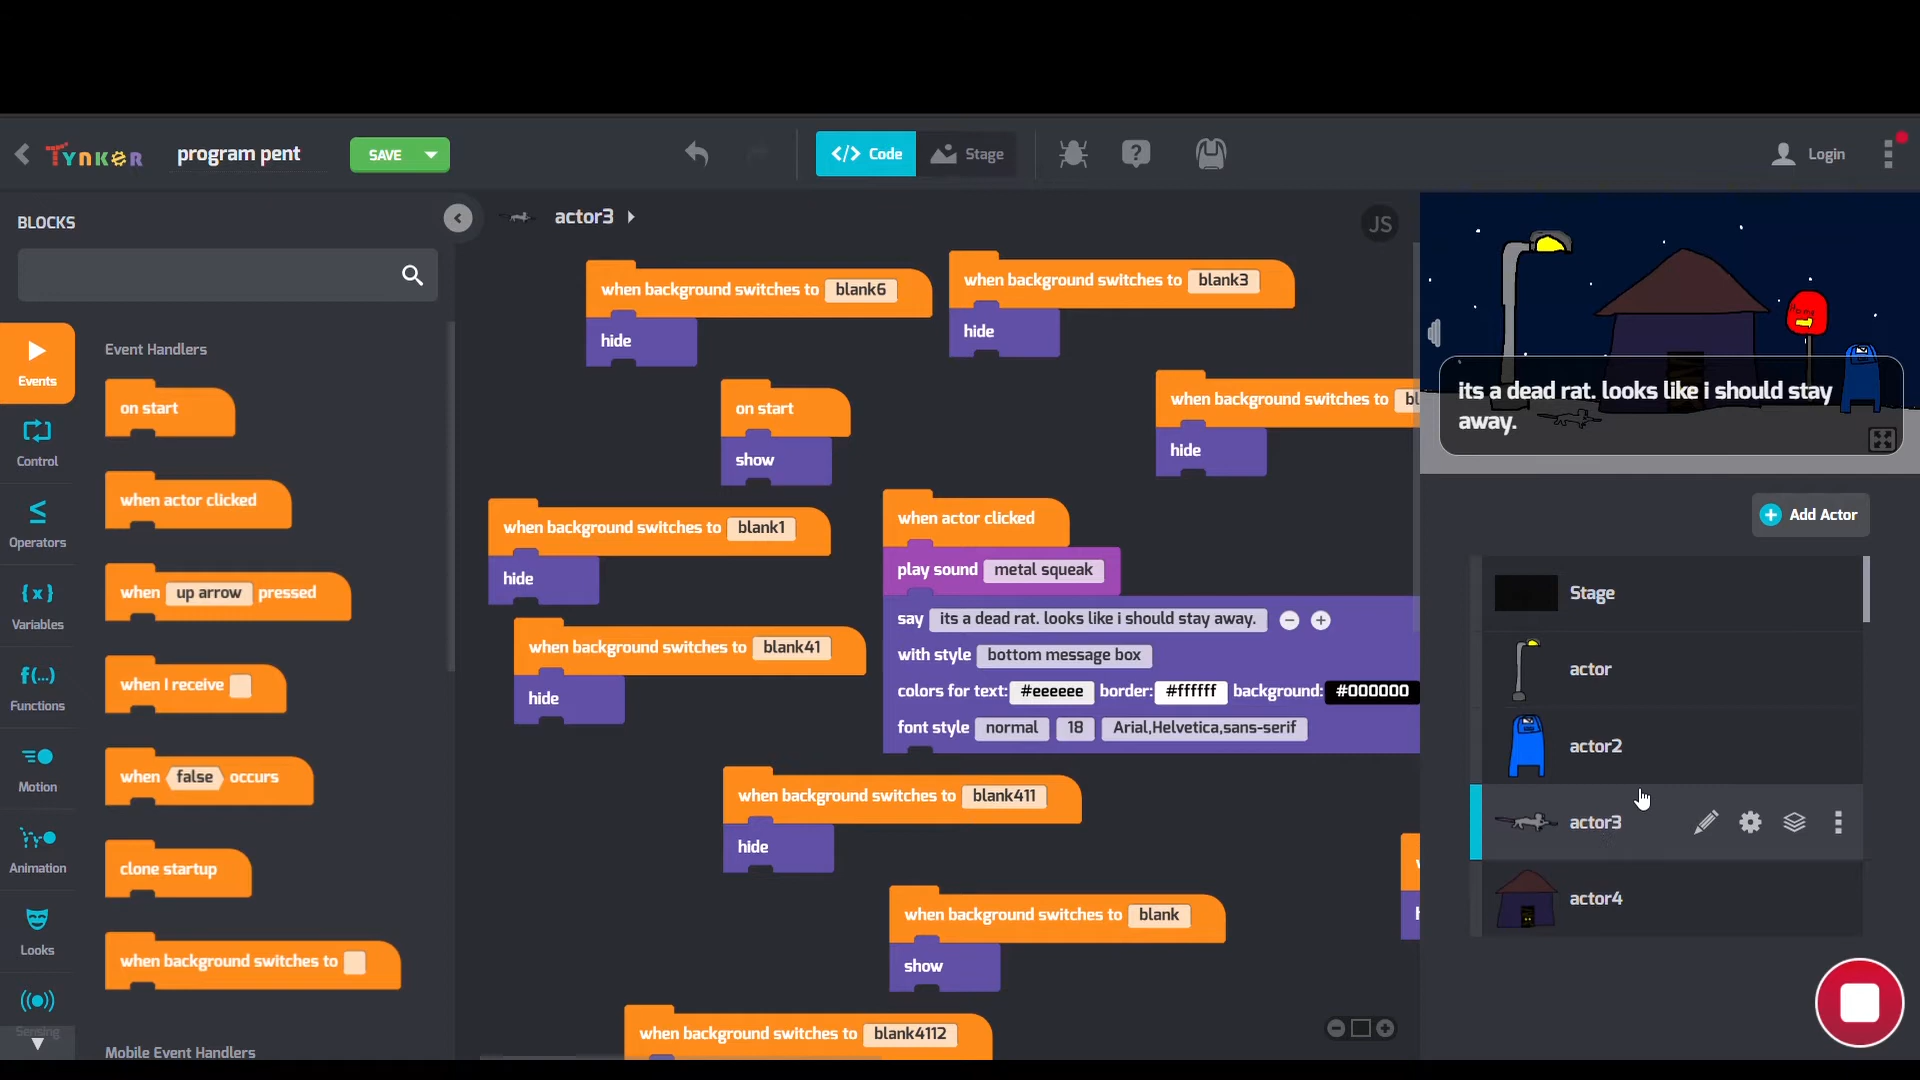 TYNKER
program pent
SAVE
</> Code
Stage
Login
BLOCKS
actor3
JS
Events
Control
Operators
Variables
Functions
Motion
Animation
Looks
Sensing
Event Handlers
on start
when actor clicked
when up arrow pressed
when I receive
when false occurs
clone startup
when background switches to
Mobile Event Handlers
when background switches to blank6
hide
when background switches to blank3
hide
on start
show
when background switches to bl
hide
when background switches to blank1
hide
when background switches to blank41
hide
when actor clicked
play sound metal squeak
say its a dead rat. looks like i should stay away.
with style bottom message box
colors for text: #eeeeee border: #ffffff background: #000000
font style normal 18 Arial,Helvetica,sans-serif
when background switches to blank411
hide
when background switches to blank
show
when background switches to blank4112
its a dead rat. looks like i should stay
away.
Add Actor
Stage
actor
actor2
actor3
actor4